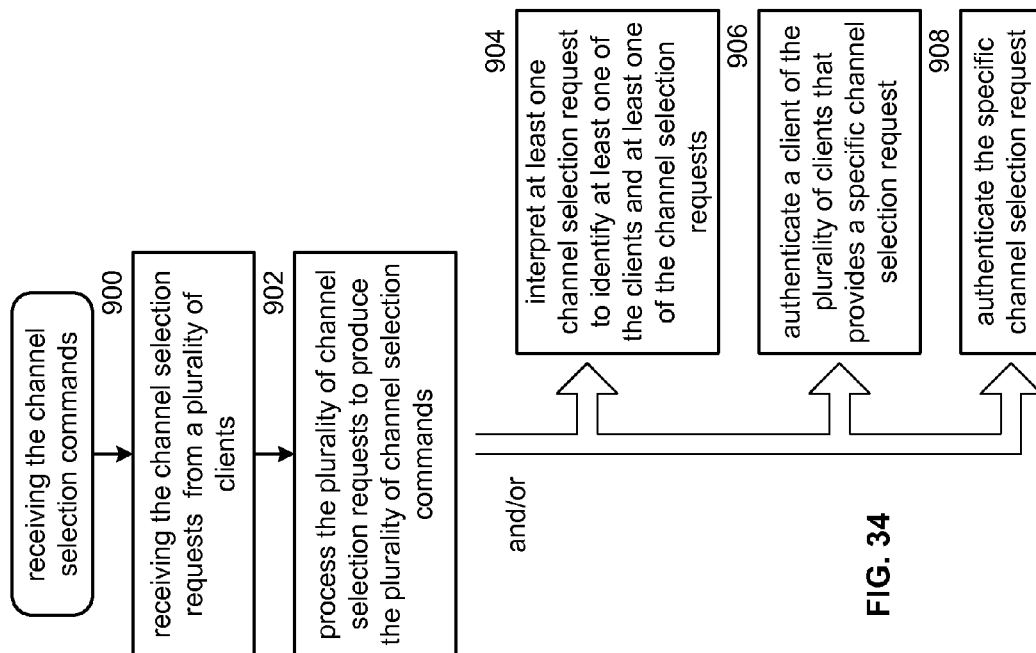 receiving the channel
selection commands
900
receiving the channel selection
requests from a plurality of
clients
902
process the plurality of channel
selection requests to produce
the plurality of channel selection
commands
and/or
904
interpret at least one
channel selection request
to identify at least one of
the clients and at least one
of the channel selection
requests
906
authenticate a client of the
plurality of clients that
provides a specific channel
selection request
908
authenticate the specific
channel selection request
FIG. 34